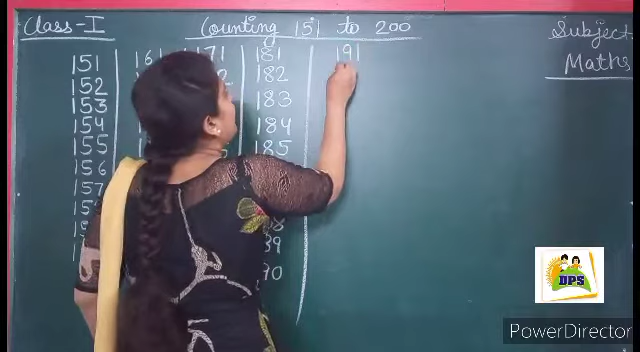 Class-I
Counting 151 to 200
Subject
Maths
151
152
153
154
155
156
157
161
171
181
182
183
184
185
191
DPS
PowerDirector